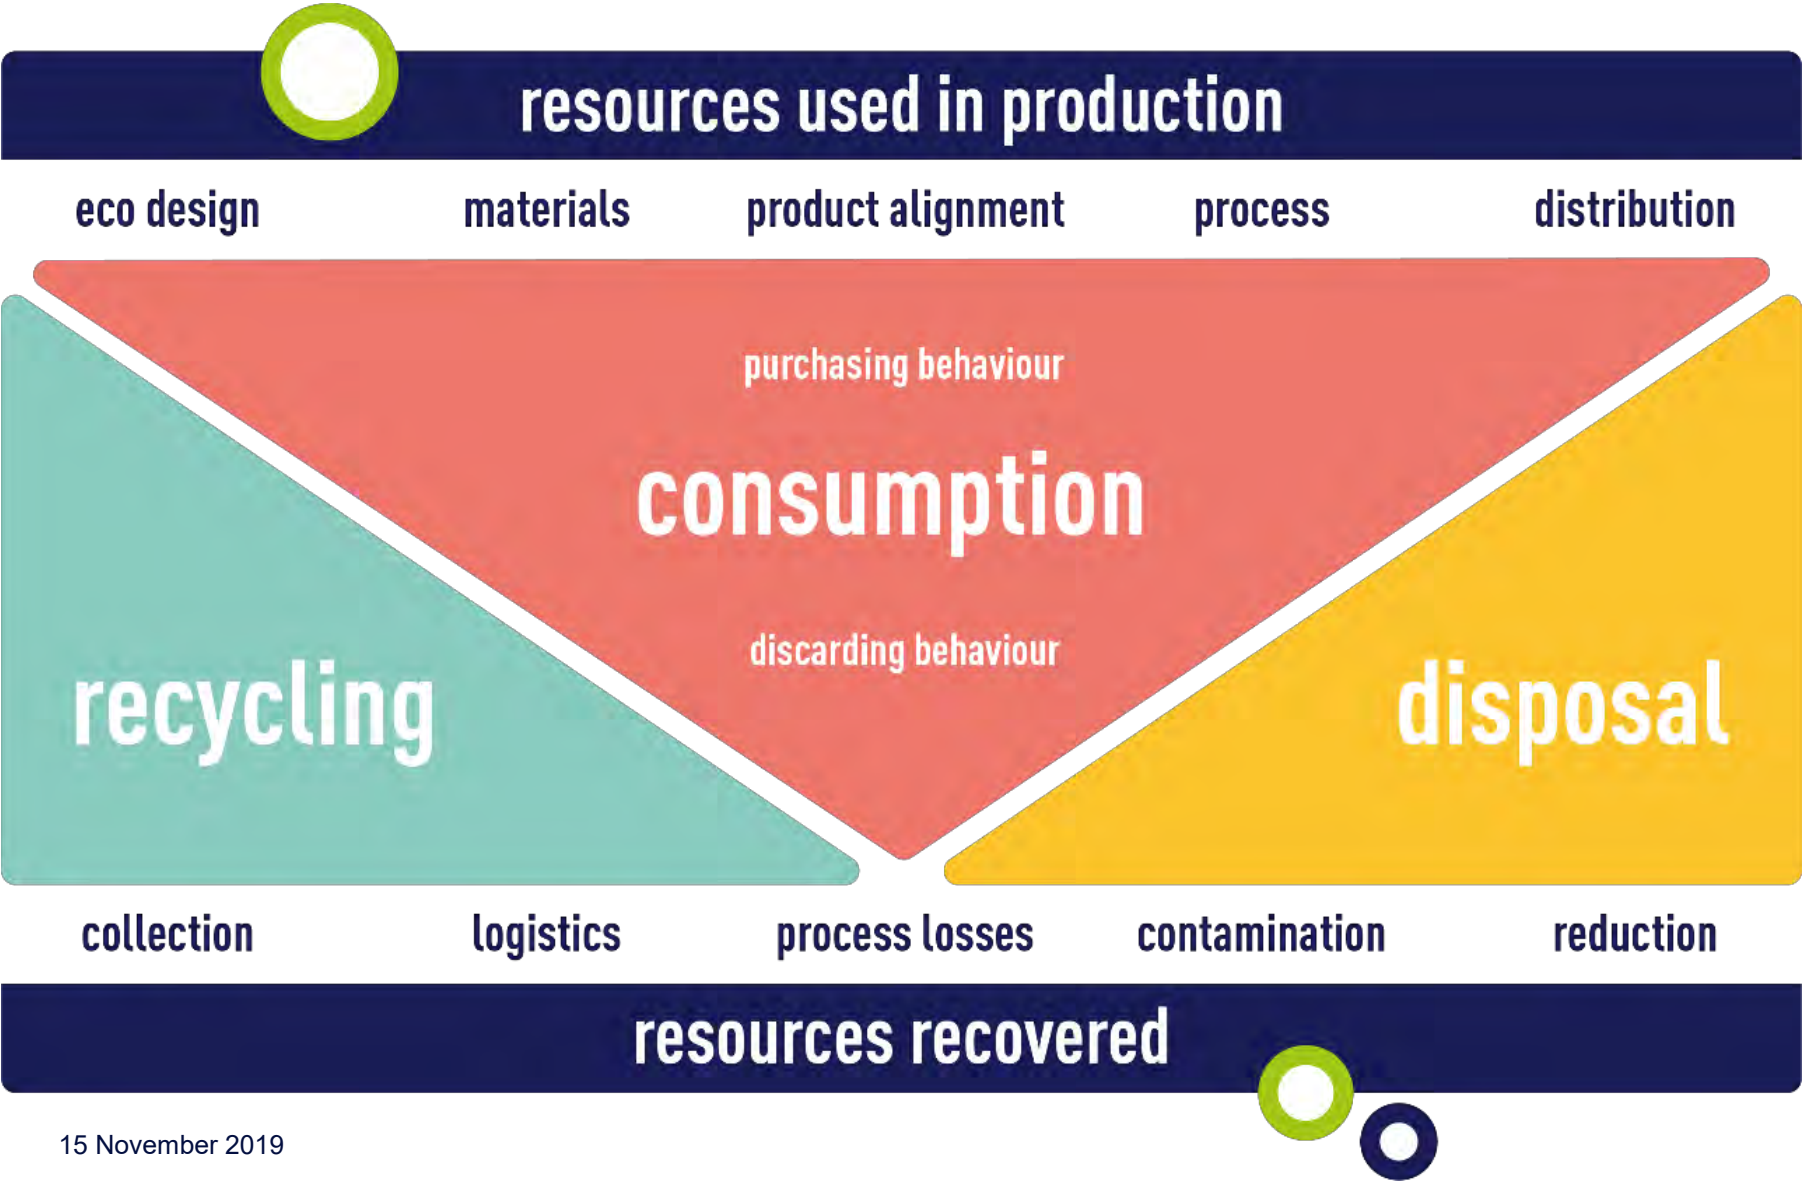 resources used in production
eco design materials product alignment process distribution
purchasing behaviour
consumption
discarding behaviour
recycling disposal
collection logistics process losses contamination reduction
resources recovered
15 November 2019